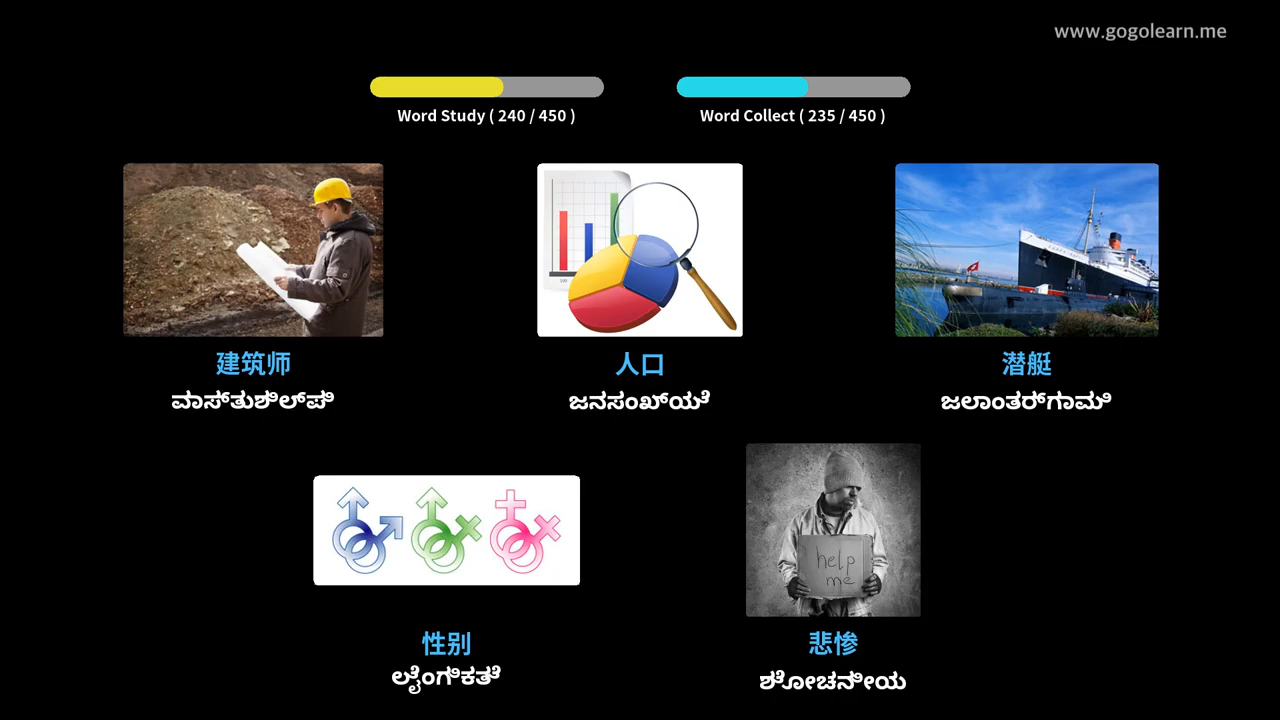 www.gogolearn.me
Word Study ( 240 / 450 )
Word Collect ( 235 / 450 )
建筑师
ವಾಸ್ತುಶಿಲ್ಪಿ
人口
ಜನಸಂಖ್ಯೆ
潜艇
ಜಲಾಂತರ್ಗಾಮಿ
help
me
性别
ಲೈಂಗಿಕತೆ
悲惨
ಶೋಚನೀಯ